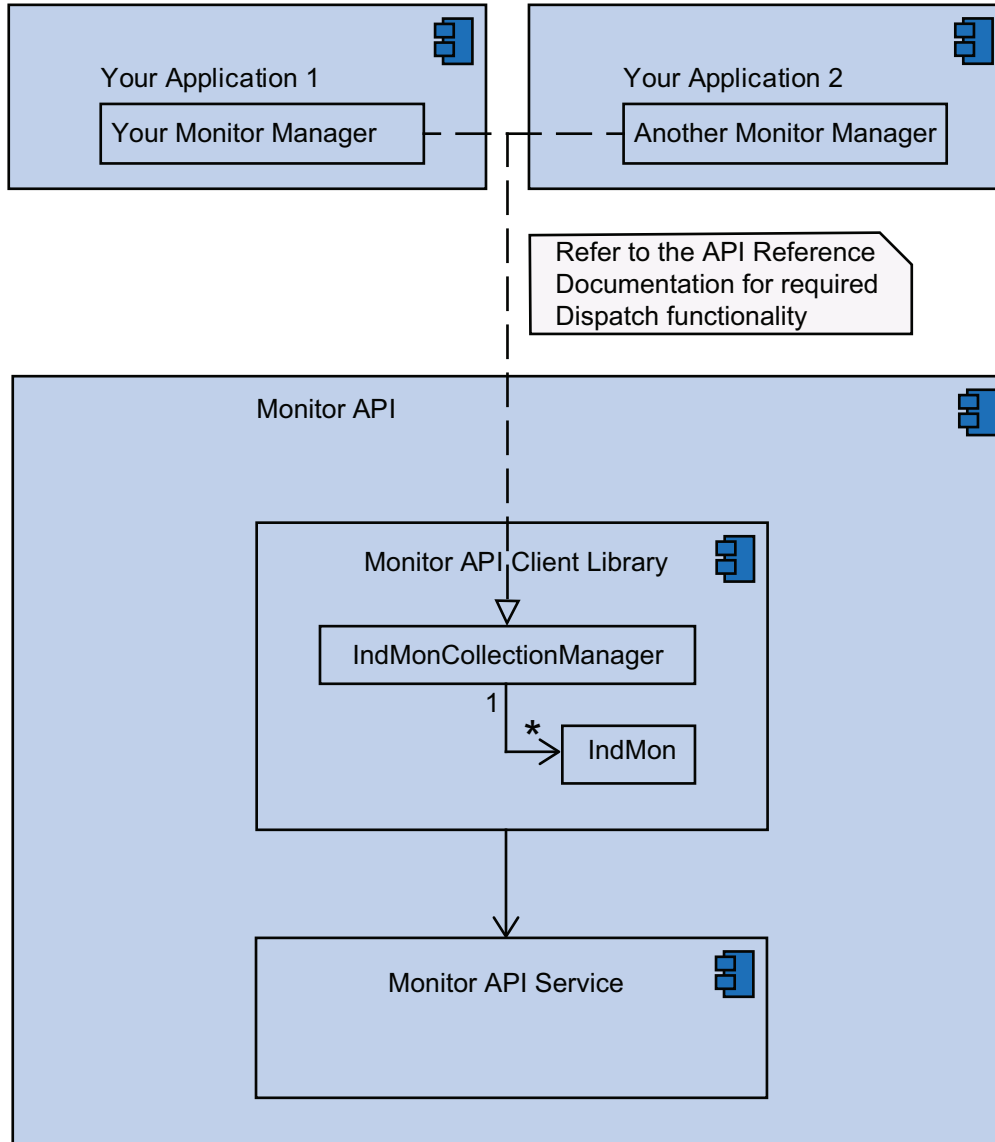 Your Application 1
Your Monitor Manager
Your Application 2
Another Monitor Manager
Refer to the API Reference
Documentation for required
Dispatch functionality
Monitor API
Monitor API Client Library
IndMonCollectionManager
1
*
IndMon
Monitor API Service